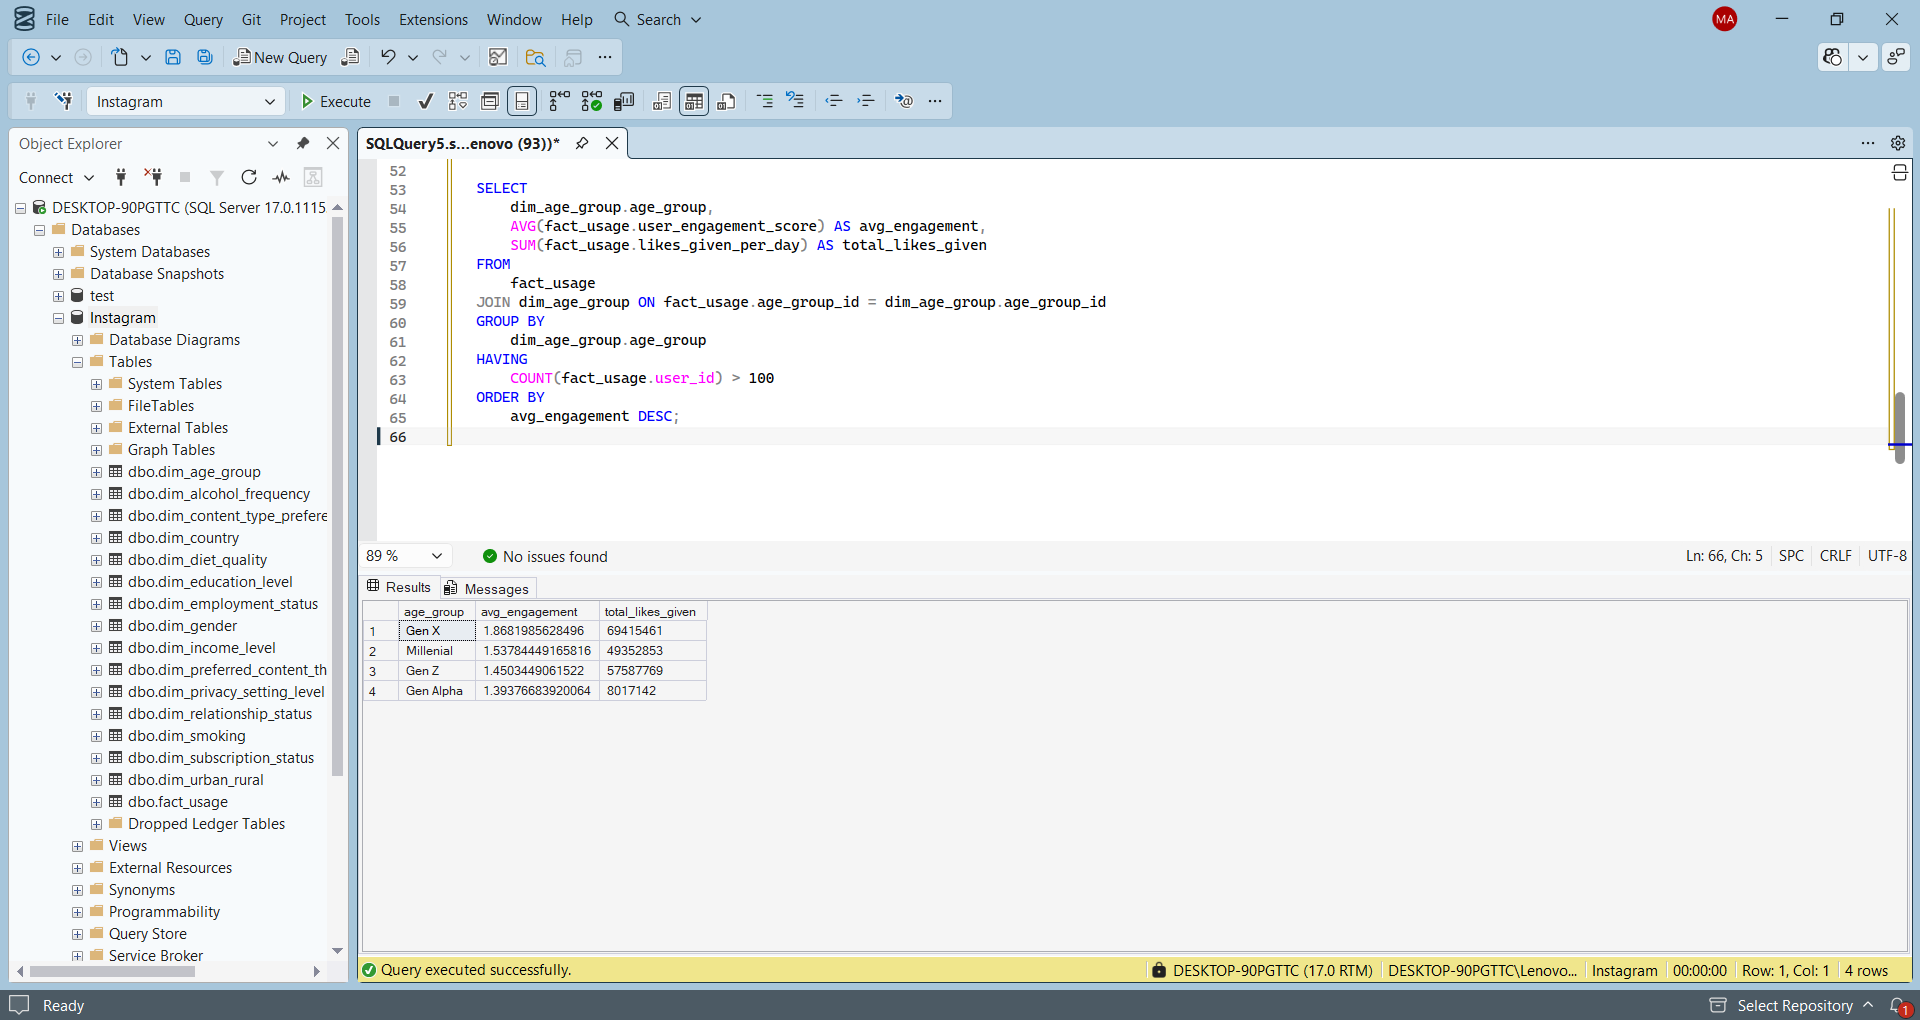 File Edit View Query Git Project Tools Extensions Window Help Search MA
New Query
Instagram Execute
Object Explorer
Connect
DESKTOP-90PGTTC (SQL Server 17.0.1115
Databases
System Databases
Database Snapshots
test
Instagram
Database Diagrams
Tables
System Tables
FileTables
External Tables
Graph Tables
dbo.dim_age_group
dbo.dim_alcohol_frequency
dbo.dim_content_type_prefere
dbo.dim_country
dbo.dim_diet_quality
dbo.dim_education_level
dbo.dim_employment_status
dbo.dim_gender
dbo.dim_income_level
dbo.dim_preferred_content_th
dbo.dim_privacy_setting_level
dbo.dim_relationship_status
dbo.dim_smoking
dbo.dim_subscription_status
dbo.dim_urban_rural
dbo.fact_usage
Dropped Ledger Tables
Views
External Resources
Synonyms
Programmability
Query Store
Service Broker
SQLQuery5.s...enovo (93))*
52
53 SELECT
54 dim_age_group.age_group,
55 AVG(fact_usage.user_engagement_score) AS avg_engagement,
56 SUM(fact_usage.likes_given_per_day) AS total_likes_given
57 FROM
58 fact_usage
59 JOIN dim_age_group ON fact_usage.age_group_id = dim_age_group.age_group_id
60 GROUP BY
61 dim_age_group.age_group
62 HAVING
63 COUNT(fact_usage.user_id) > 100
64 ORDER BY
65 avg_engagement DESC;
66
89 % No issues found Ln: 66, Ch: 5 SPC CRLF UTF-8
Results Messages
age_group avg_engagement total_likes_given
1 Gen X 1.8681985628496 69415461
2 Millenial 1.53784449165816 49352853
3 Gen Z 1.4503449061522 57587769
4 Gen Alpha 1.39376683920064 8017142
Query executed successfully. DESKTOP-90PGTTC (17.0 RTM) DESKTOP-90PGTTC\Lenovo... Instagram 00:00:00 Row: 1, Col: 1 4 rows
Ready Select Repository 1